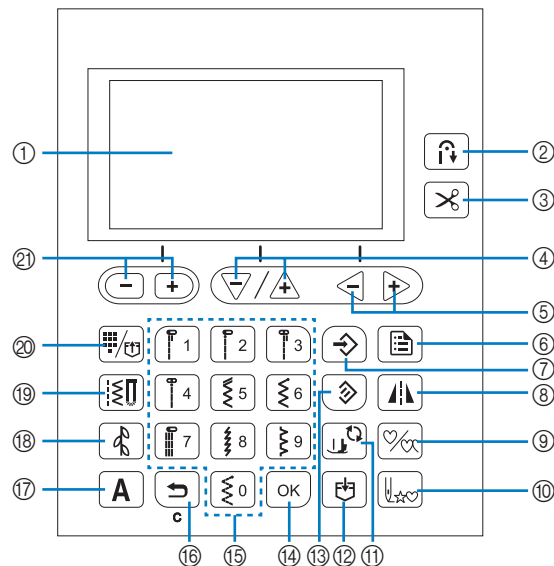 ①
②
③
− + − / + − +
㉑
④
⑤
⑳
1 2 3
⑥
⑦
⑲
4 5 6
⑧
⑱
7 8 9
⑨
⑰
A 0 OK
⑩
C
⑯ ⑮ ⑭ ⑬ ⑫ ⑪